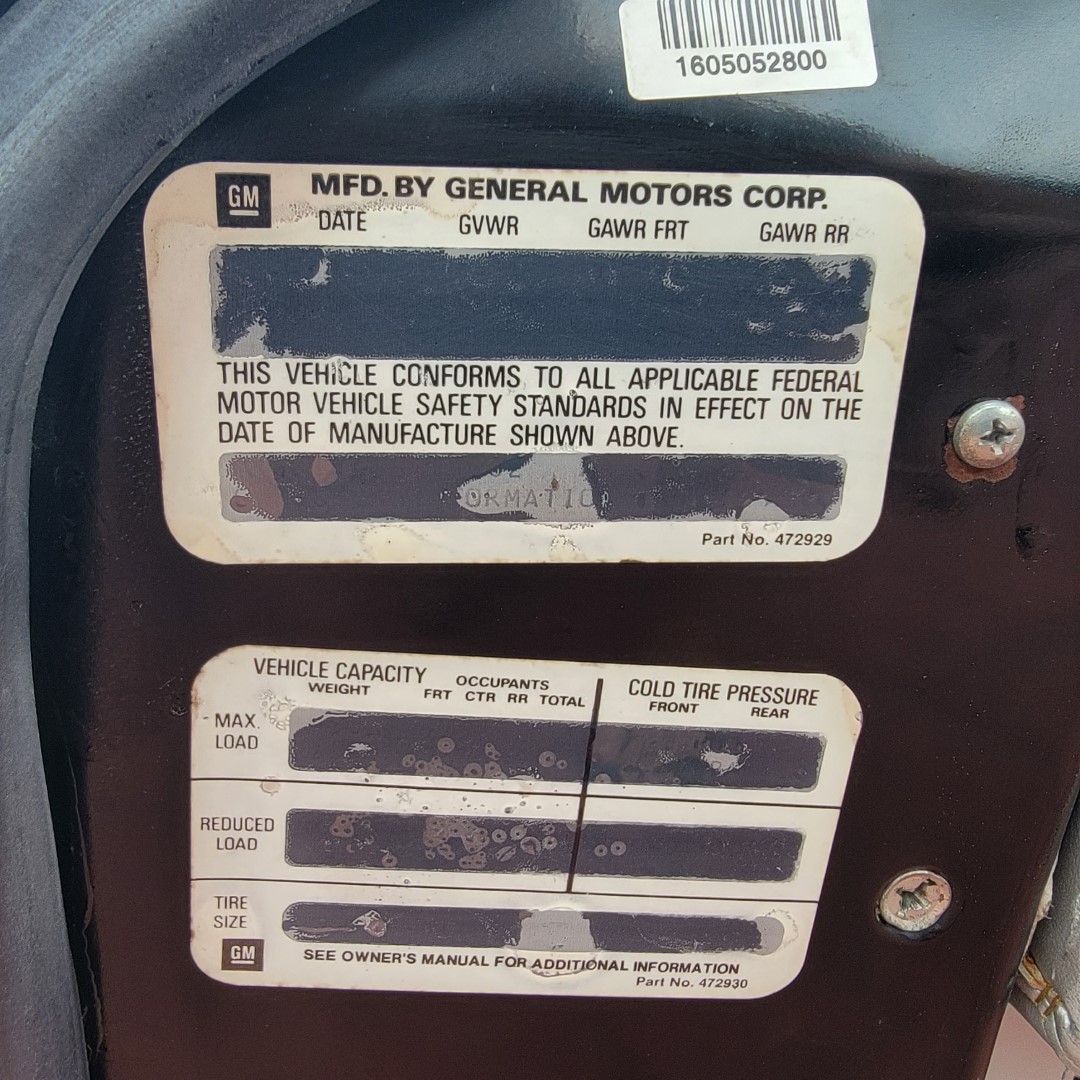 1605052800
GM
MFD. BY GENERAL MOTORS CORP.
DATE GVWR GAWR FRT GAWR RR
THIS VEHICLE CONFORMS TO ALL APPLICABLE FEDERAL
MOTOR VEHICLE SAFETY STANDARDS IN EFFECT ON THE
DATE OF MANUFACTURE SHOWN ABOVE.
ORMATIO
Part No. 472929
VEHICLE CAPACITY
WEIGHT
OCCUPANTS
FRT CTR RR TOTAL
COLD TIRE PRESSURE
FRONT REAR
MAX.
LOAD
REDUCED
LOAD
TIRE
SIZE
GM
SEE OWNER'S MANUAL FOR ADDITIONAL INFORMATION
Part No. 472930